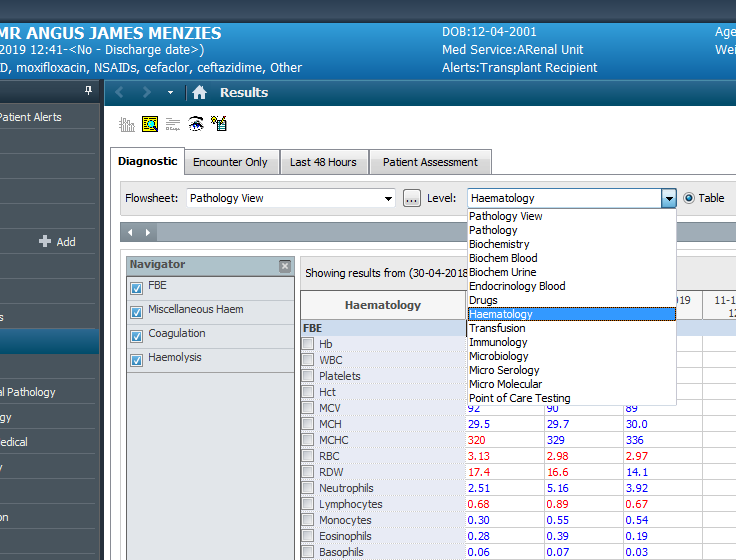 MR ANGUS JAMES MENZIES DOB:12-04-2001 Age
2019 12:41-<No - Discharge date>) Med Service:ARenal Unit Wei
D, moxifloxacin, NSAIDs, cefaclor, ceftazidime, Other Alerts:Transplant Recipient
Results
Patient Alerts
Add
s
al Pathology
gy
edical
y
on
Diagnostic Encounter Only Last 48 Hours Patient Assessment
Flowsheet: Pathology View ... Level: Haematology Table
Pathology View
Pathology
Biochemistry
Biochem Blood
Biochem Urine
Endocrinology Blood
Drugs
Haematology
Transfusion
Immunology
Microbiology
Micro Serology
Micro Molecular
Point of Care Testing
Navigator
FBE
Miscellaneous Haem
Coagulation
Haemolysis
Showing results from (30-04-2018
Haematology 2019 11-1
12
FBE
Hb
WBC
Platelets
Hct
MCV 92 90 89
MCH 29.5 29.7 30.0
MCHC 320 329 336
RBC 3.13 2.98 2.97
RDW 17.4 16.6 14.1
Neutrophils 2.51 5.16 3.92
Lymphocytes 0.68 0.89 0.67
Monocytes 0.30 0.55 0.54
Eosinophils 0.28 0.39 0.19
Basophils 0.06 0.07 0.03